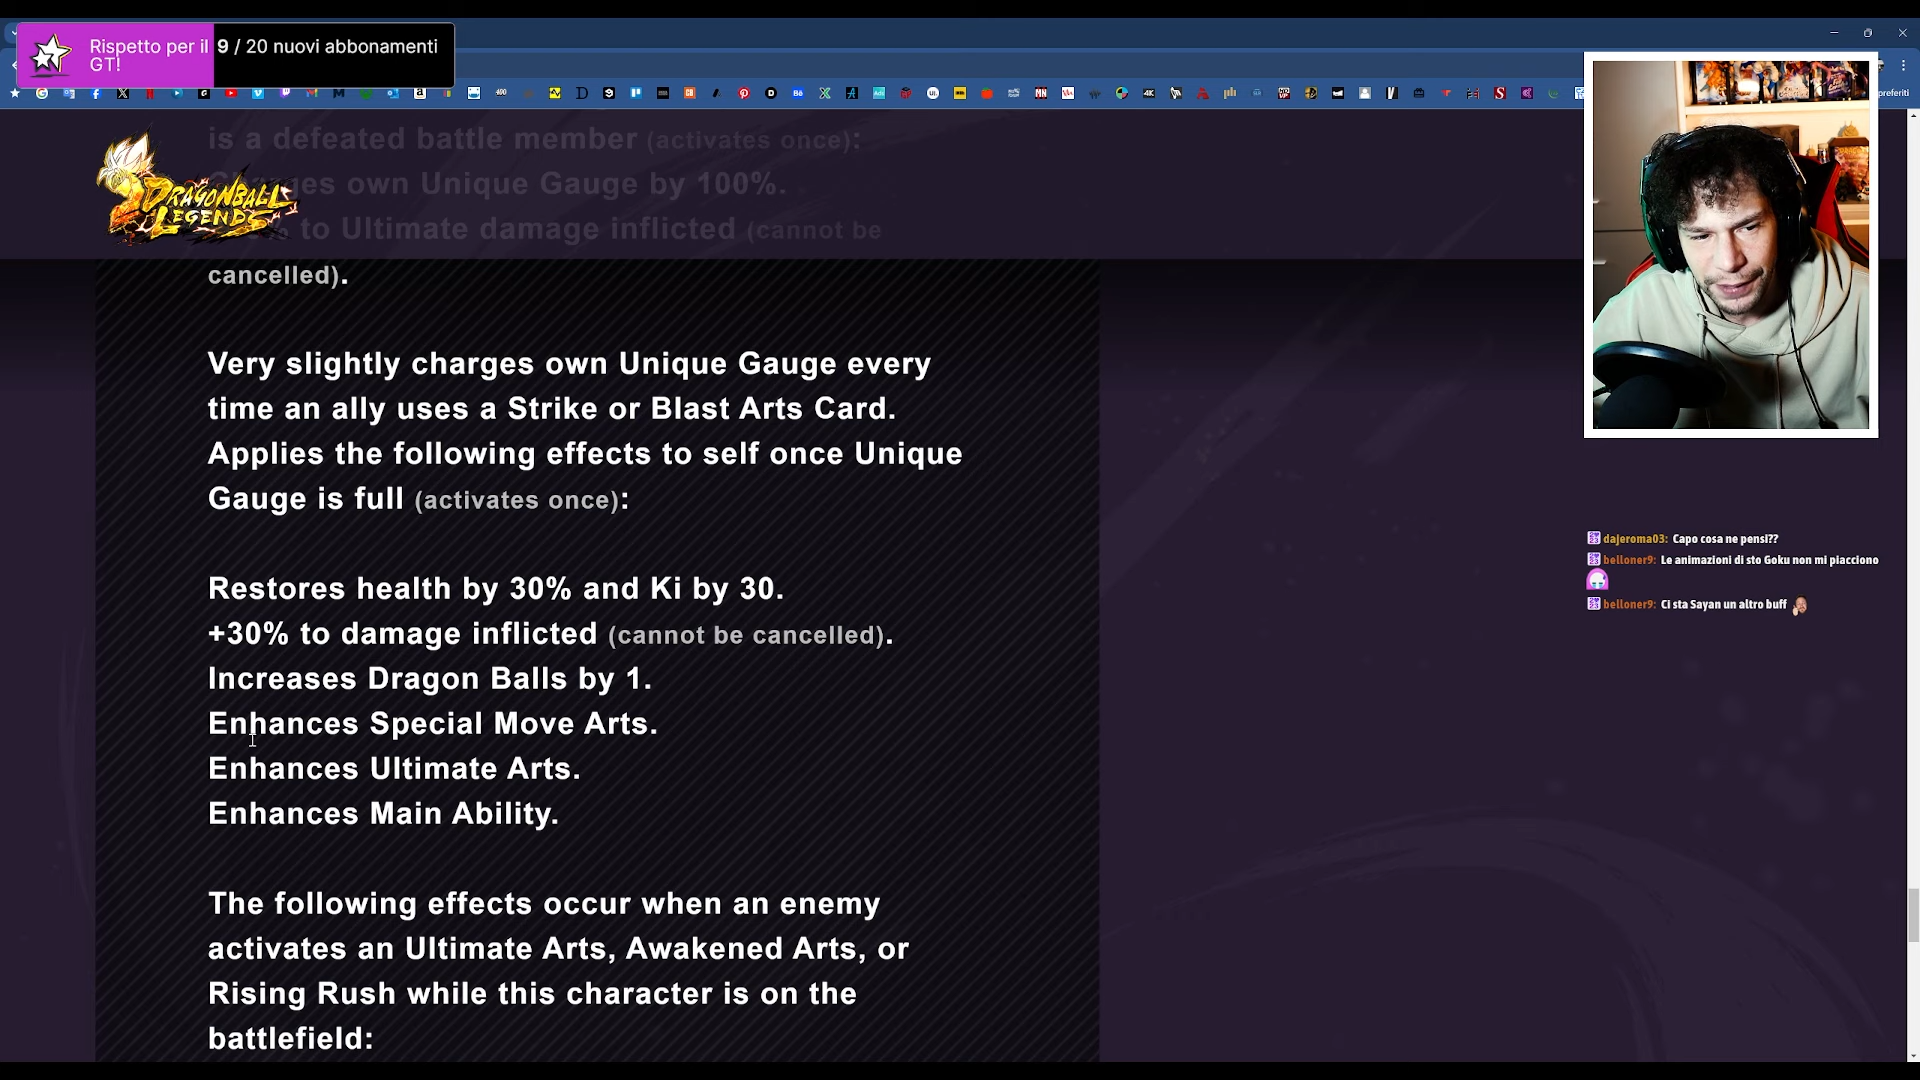 Rispetto per il GT!
9 / 20 nuovi abbonamenti
preferiti
DRAGONBALL
LEGENDS
is a defeated battle member (activates once):
own Unique Gauge by 100%.
to Ultimate damage inflicted (cannot be
cancelled).
Very slightly charges own Unique Gauge every
time an ally uses a Strike or Blast Arts Card.
Applies the following effects to self once Unique
Gauge is full (activates once):
Restores health by 30% and Ki by 30.
+30% to damage inflicted (cannot be cancelled).
Increases Dragon Balls by 1.
Enhances Special Move Arts.
Enhances Ultimate Arts.
Enhances Main Ability.
The following effects occur when an enemy
activates an Ultimate Arts, Awakened Arts, or
Rising Rush while this character is on the
battlefield:
dajeroma03: Capo cosa ne pensi??
belloner9: Le animazioni di sto Goku non mi piacciono
belloner9: Ci sta Sayan un altro buff